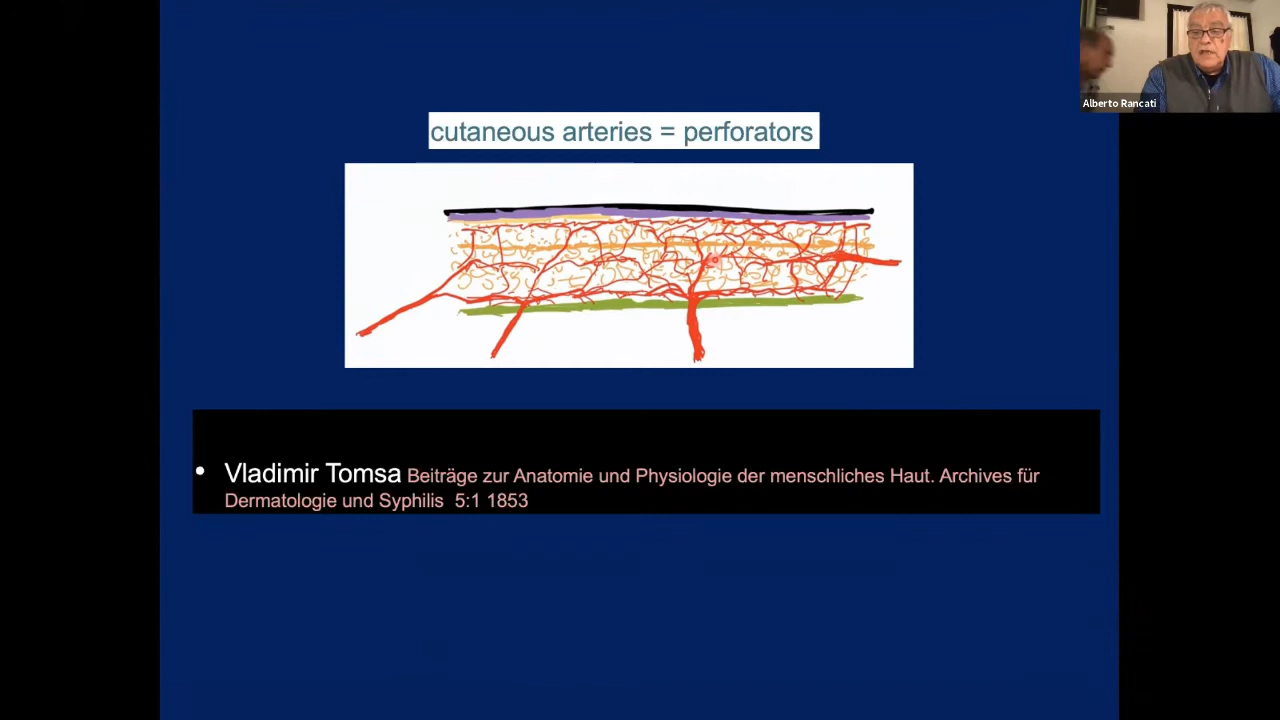 Alberto Rancati
cutaneous arteries = perforators
• Vladimir Tomsa Beiträge zur Anatomie und Physiologie der menschliches Haut. Archives für
Dermatologie und Syphilis 5:1 1853